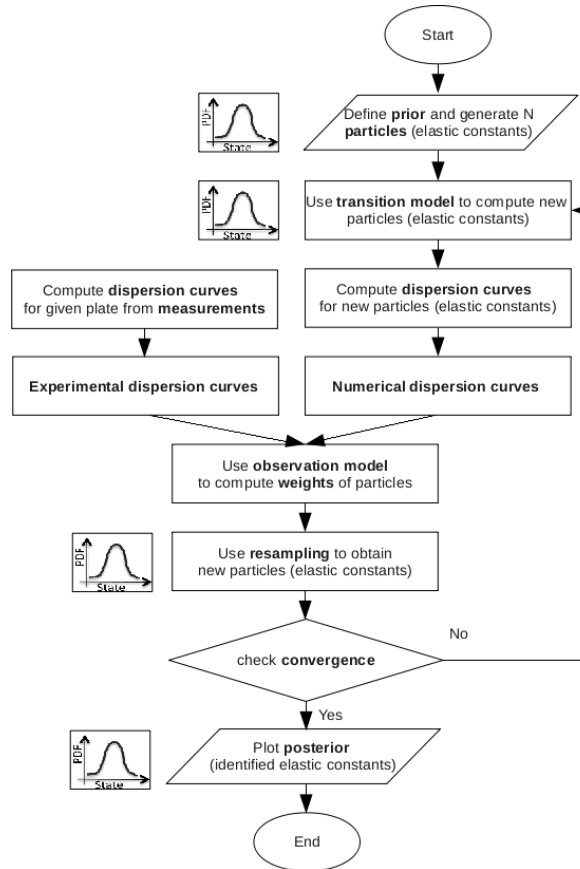 Start
PDF
State
Define prior and generate N
particles (elastic constants)
PDF
State
Use transition model to compute new
particles (elastic constants)
Compute dispersion curves
for given plate from measurements
Compute dispersion curves
for new particles (elastic constants)
Experimental dispersion curves
Numerical dispersion curves
Use observation model
to compute weights of particles
PDF
State
Use resampling to obtain
new particles (elastic constants)
check convergence
No
Yes
PDF
State
Plot posterior
(identified elastic constants)
End